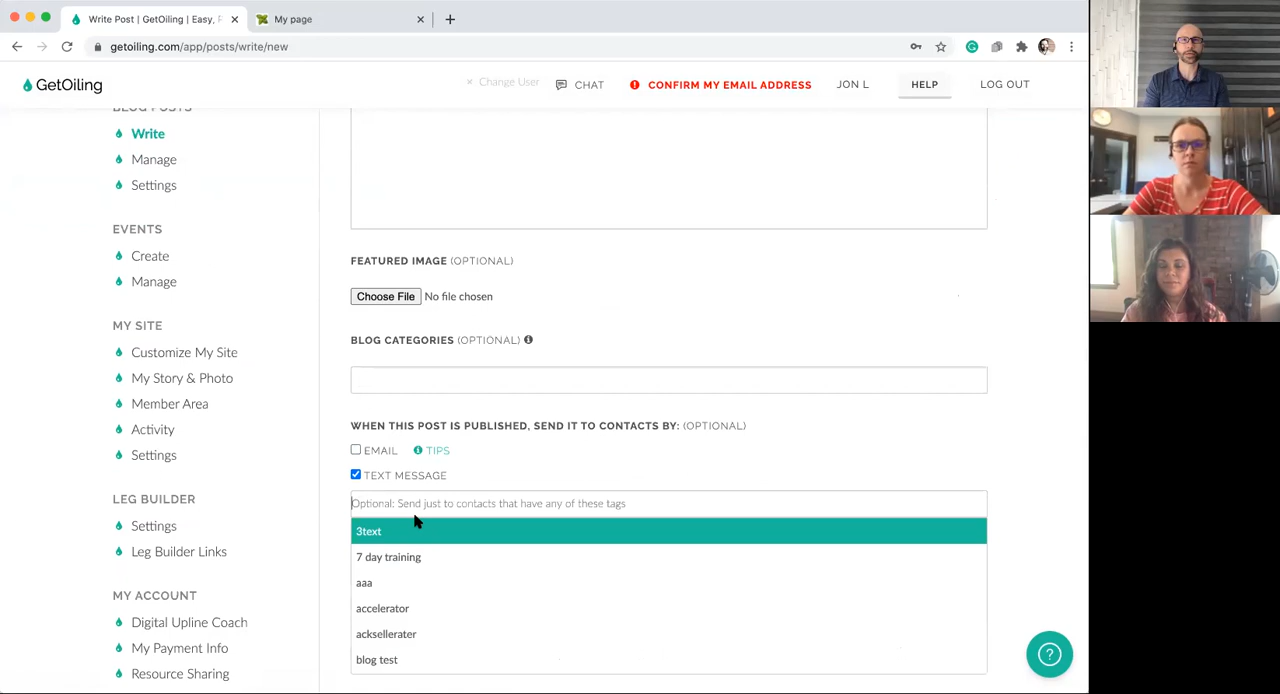 Write Post | GetOiling | Easy, F
My page
getoiling.com/app/posts/write/new
GetOiling
× Change User
CHAT
CONFIRM MY EMAIL ADDRESS
JON L
HELP
LOG OUT
BLOG POSTS
Write
Manage
Settings
EVENTS
Create
Manage
MY SITE
Customize My Site
My Story & Photo
Member Area
Activity
Settings
LEG BUILDER
Settings
Leg Builder Links
MY ACCOUNT
Digital Upline Coach
My Payment Info
Resource Sharing
FEATURED IMAGE (OPTIONAL)
Choose File No file chosen
BLOG CATEGORIES (OPTIONAL)
WHEN THIS POST IS PUBLISHED, SEND IT TO CONTACTS BY: (OPTIONAL)
EMAIL TIPS
TEXT MESSAGE
Optional: Send just to contacts that have any of these tags
3text
7 day training
aaa
accelerator
acksellerater
blog test